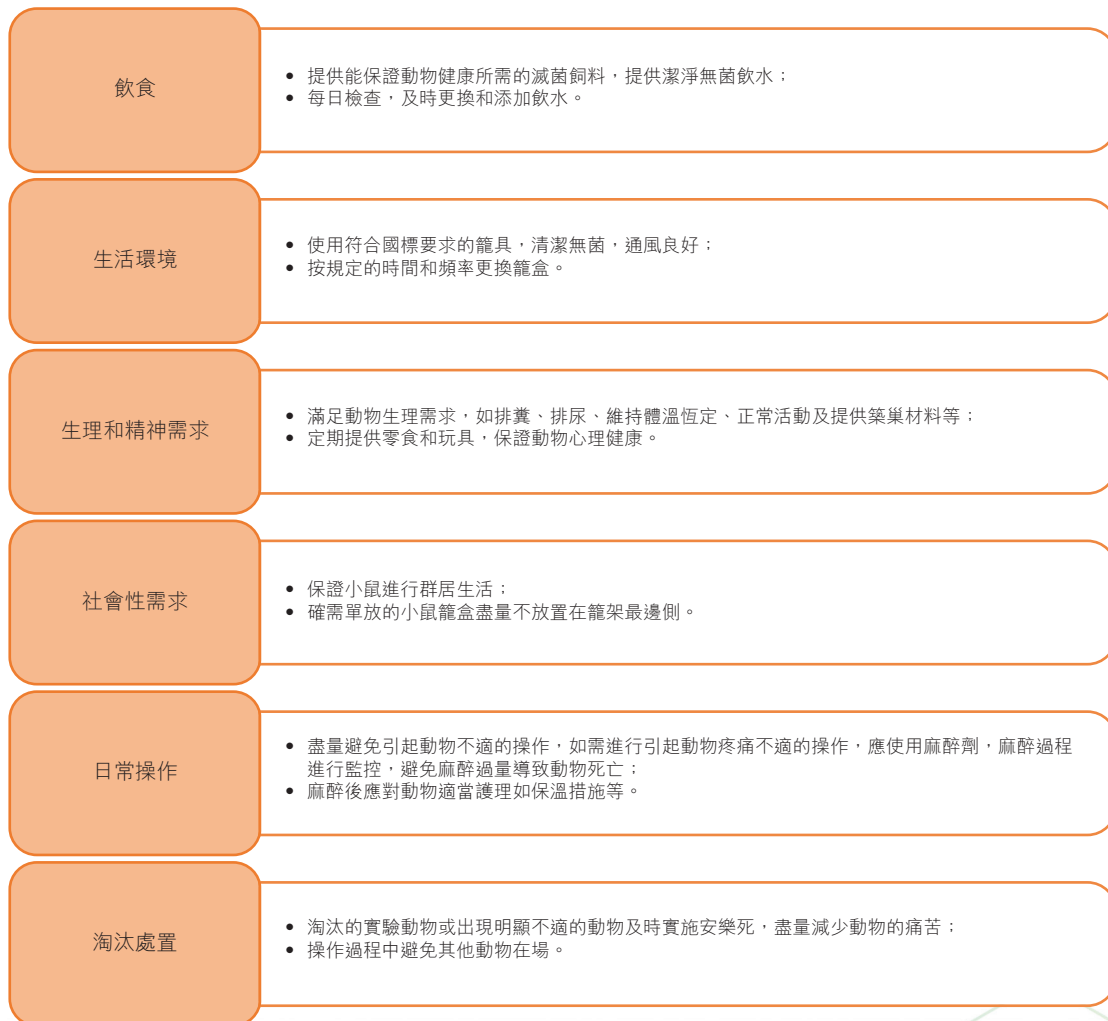 飲食
• 提供能保證動物健康所需的滅菌飼料，提供潔淨無菌飲水；
• 每日檢查，及時更換和添加飲水。
生活環境
• 使用符合國標要求的籠具，清潔無菌，通風良好；
• 按規定的時間和頻率更換籠盒。
生理和精神需求
• 滿足動物生理需求，如排糞、排尿、維持體溫恆定、正常活動及提供築巢材料等；
• 定期提供零食和玩具，保證動物心理健康。
社會性需求
• 保證小鼠進行群居生活；
• 確需單放的小鼠籠盒盡量不放置在籠架最邊側。
日常操作
• 盡量避免引起動物不適的操作，如需進行引起動物疼痛不適的操作，應使用麻醉劑，麻醉過程
進行監控，避免麻醉過量導致動物死亡；
• 麻醉後應對動物適當護理如保溫措施等。
淘汰處置
• 淘汰的實驗動物或出現明顯不適的動物及時實施安樂死，盡量減少動物的痛苦；
• 操作過程中避免其他動物在場。